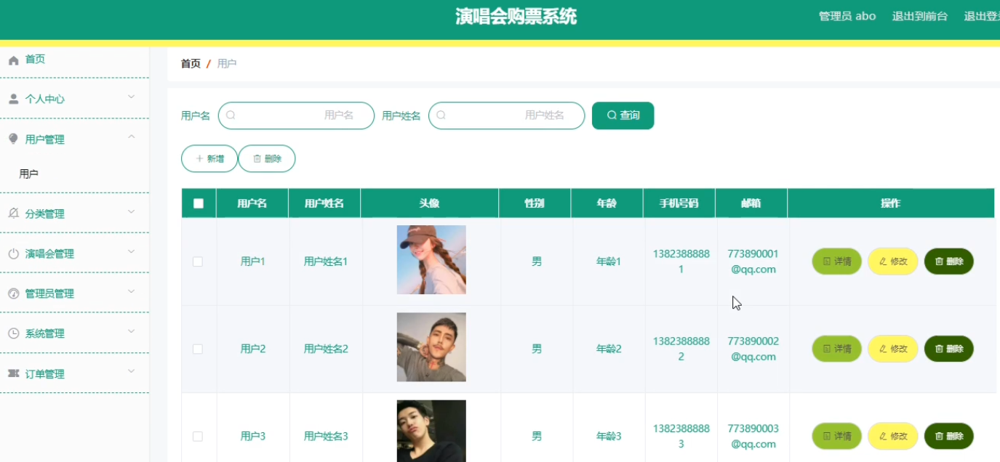 演唱会购票系统
管理员 abo 退出到前台 退出登
首页
个人中心
用户管理
用户
分类管理
演唱会管理
管理员管理
系统管理
订单管理
首页 / 用户
用户名 用户名 用户姓名 用户姓名 查询
新增 删除
用户名 用户姓名 头像 性别 年龄 手机号码 邮箱 操作
用户1 用户姓名1 男 年龄1 1382388888
1 773890001
@qq.com 详情 修改 删除
用户2 用户姓名2 男 年龄2 1382388888
2 773890002
@qq.com 详情 修改 删除
用户3 用户姓名3 男 年龄3 1382388888
3 773890003
@qq.com 详情 修改 删除